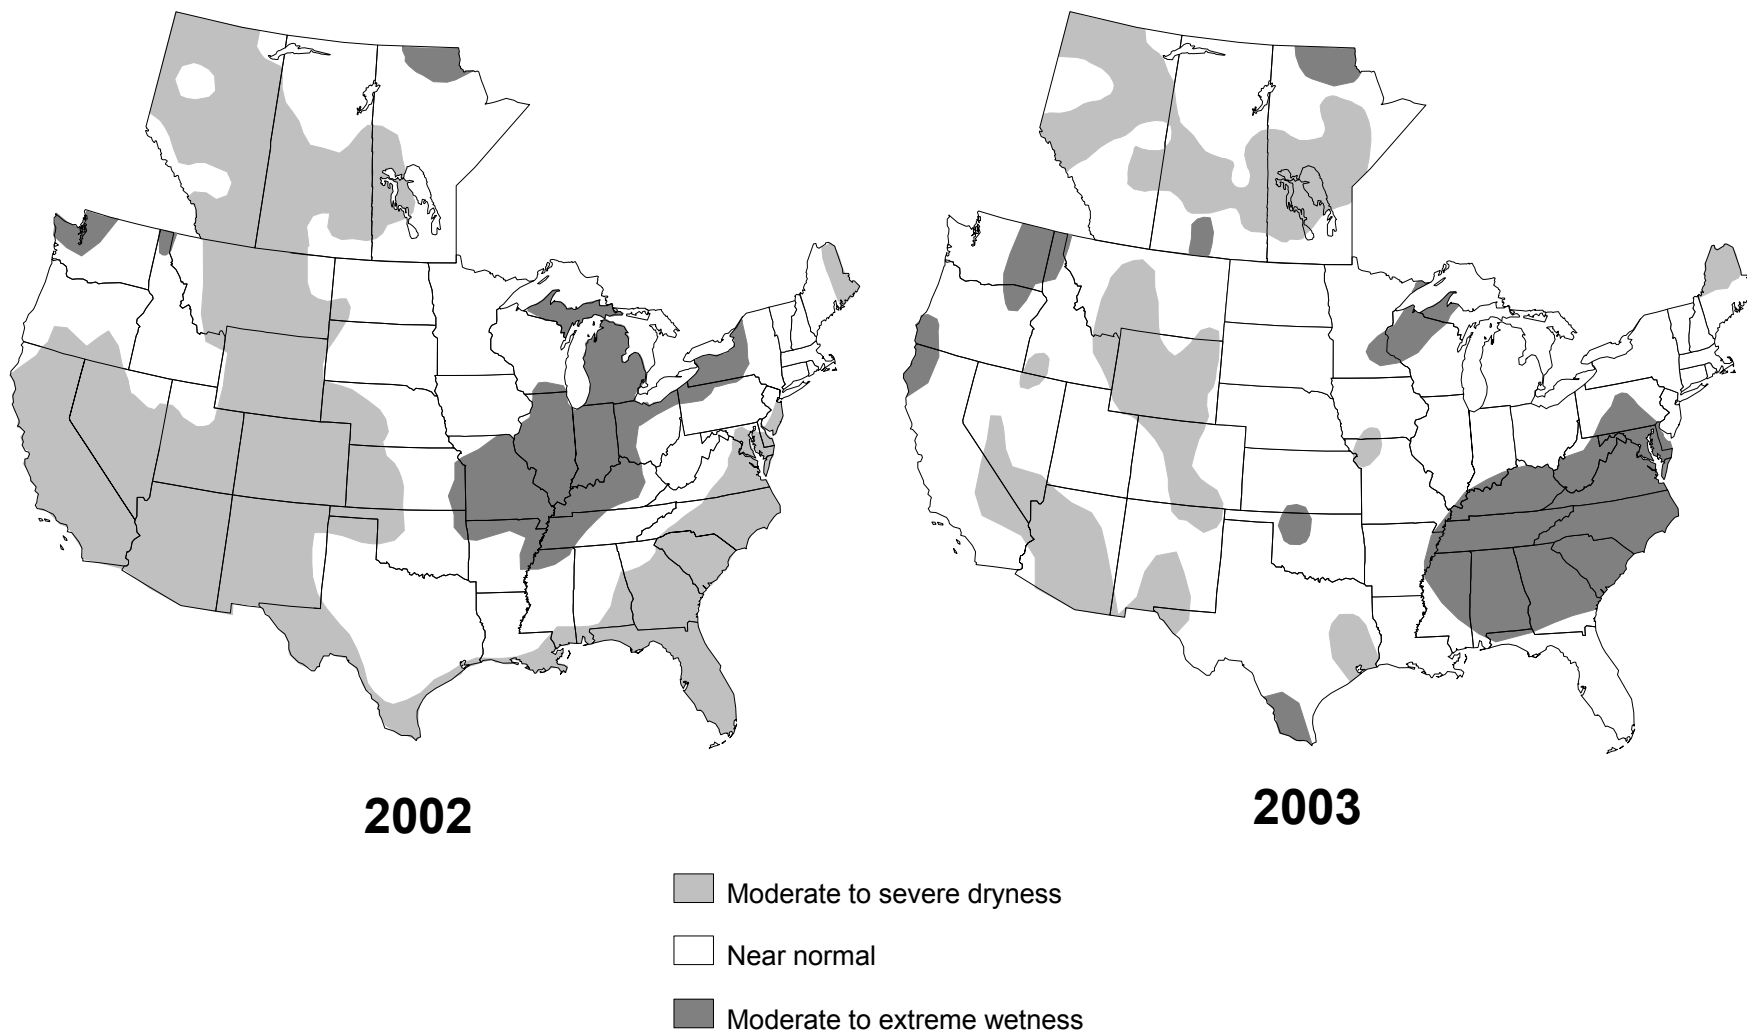 2002
2003
Moderate to severe dryness
Near normal
Moderate to extreme wetness